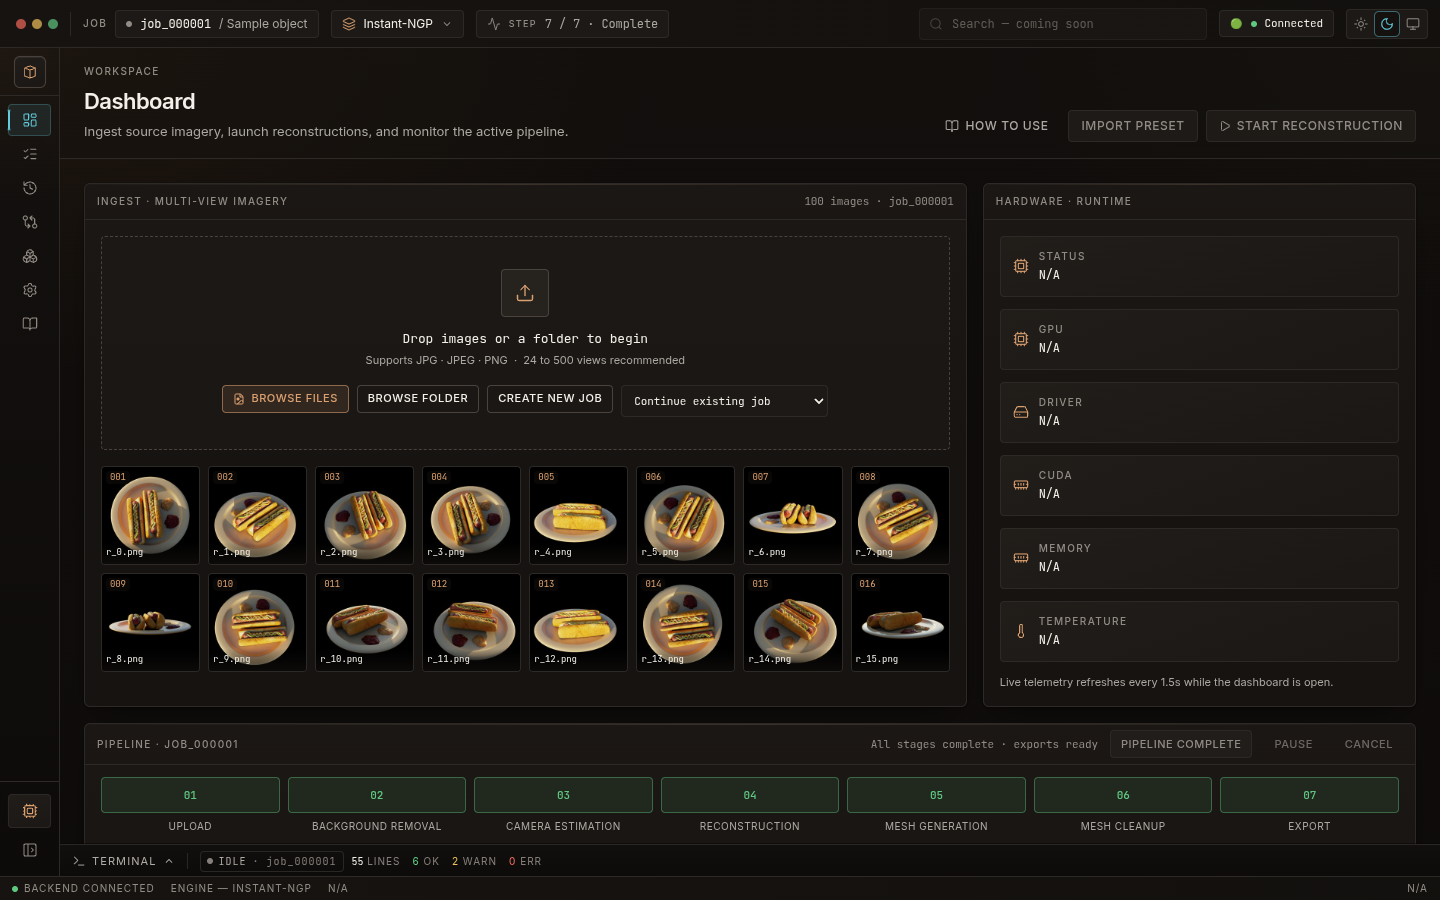 JOB job_000001 / Sample object Instant-NGP STEP 7 / 7 · Complete Search — coming soon Connected
WORKSPACE
Dashboard
Ingest source imagery, launch reconstructions, and monitor the active pipeline.
HOW TO USE IMPORT PRESET START RECONSTRUCTION
INGEST · MULTI-VIEW IMAGERY 100 images · job_000001
Drop images or a folder to begin
Supports JPG · JPEG · PNG · 24 to 500 views recommended
BROWSE FILES BROWSE FOLDER CREATE NEW JOB Continue existing job
001 002 003 004 005 006 007 008
r_0.png r_1.png r_2.png r_3.png r_4.png r_5.png r_6.png r_7.png
009 010 011 012 013 014 015 016
r_8.png r_9.png r_10.png r_11.png r_12.png r_13.png r_14.png r_15.png
HARDWARE · RUNTIME
STATUS
N/A
GPU
N/A
DRIVER
N/A
CUDA
N/A
MEMORY
N/A
TEMPERATURE
N/A
Live telemetry refreshes every 1.5s while the dashboard is open.
PIPELINE · JOB_000001 All stages complete · exports ready PIPELINE COMPLETE PAUSE CANCEL
01 02 03 04 05 06 07
UPLOAD BACKGROUND REMOVAL CAMERA ESTIMATION RECONSTRUCTION MESH GENERATION MESH CLEANUP EXPORT
TERMINAL IDLE · job_000001 55 LINES 6 OK 2 WARN 0 ERR
BACKEND CONNECTED ENGINE — INSTANT-NGP N/A N/A